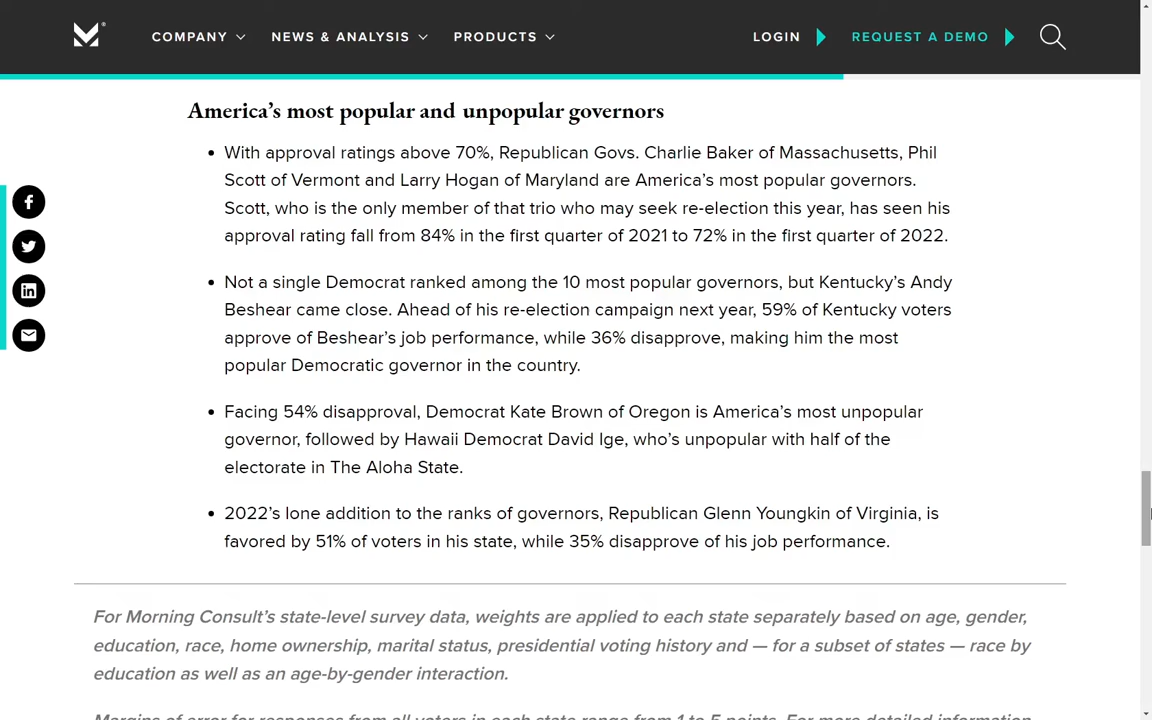 COMPANY NEWS & ANALYSIS PRODUCTS LOGIN REQUEST A DEMO
America's most popular and unpopular governors
• With approval ratings above 70%, Republican Govs. Charlie Baker of Massachusetts, Phil
Scott of Vermont and Larry Hogan of Maryland are America's most popular governors.
Scott, who is the only member of that trio who may seek re-election this year, has seen his
approval rating fall from 84% in the first quarter of 2021 to 72% in the first quarter of 2022.
• Not a single Democrat ranked among the 10 most popular governors, but Kentucky's Andy
Beshear came close. Ahead of his re-election campaign next year, 59% of Kentucky voters
approve of Beshear's job performance, while 36% disapprove, making him the most
popular Democratic governor in the country.
• Facing 54% disapproval, Democrat Kate Brown of Oregon is America's most unpopular
governor, followed by Hawaii Democrat David Ige, who's unpopular with half of the
electorate in The Aloha State.
• 2022's lone addition to the ranks of governors, Republican Glenn Youngkin of Virginia, is
favored by 51% of voters in his state, while 35% disapprove of his job performance.
For Morning Consult's state-level survey data, weights are applied to each state separately based on age, gender,
education, race, home ownership, marital status, presidential voting history and — for a subset of states — race by
education as well as an age-by-gender interaction.
Margins of error for responses from all voters in each state range from 1 to 5 points. For more detailed information